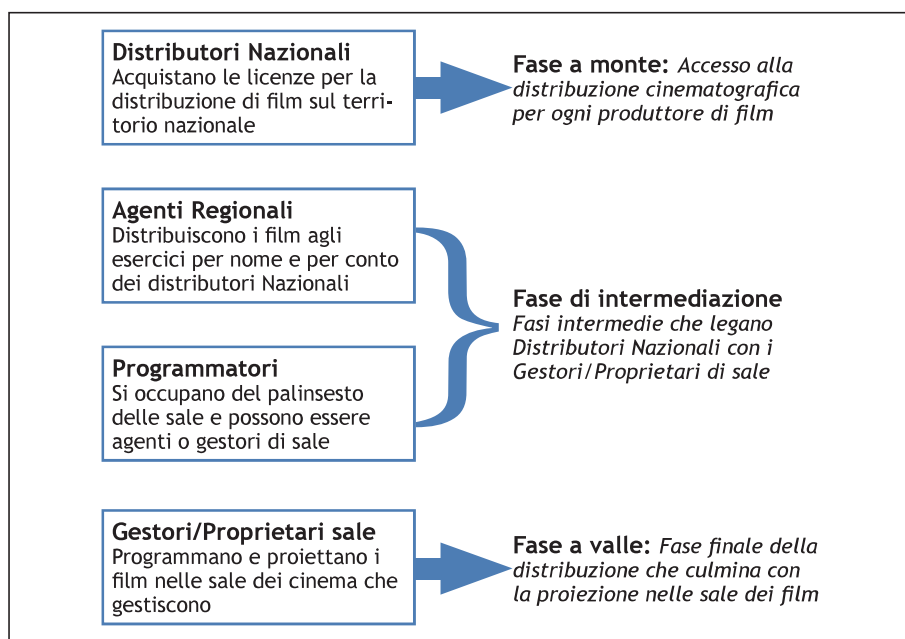 Distributori Nazionali
Acquistano le licenze per la
distribuzione di film sul terri-
torio nazionale
Fase a monte: Accesso alla
distribuzione cinematografica
per ogni produttore di film
Agenti Regionali
Distribuiscono i film agli
esercici per nome e per conto
dei distributori Nazionali
Programmatori
Si occupano del palinsesto
delle sale e possono essere
agenti o gestori di sale
Fase di intermediazione
Fasi intermedie che legano
Distributori Nazionali con i
Gestori/Proprietari di sale
Gestori/Proprietari sale
Programmano e proiettano i
film nelle sale dei cinema che
gestiscono
Fase a valle: Fase finale della
distribuzione che culmina con
la proiezione nelle sale dei film